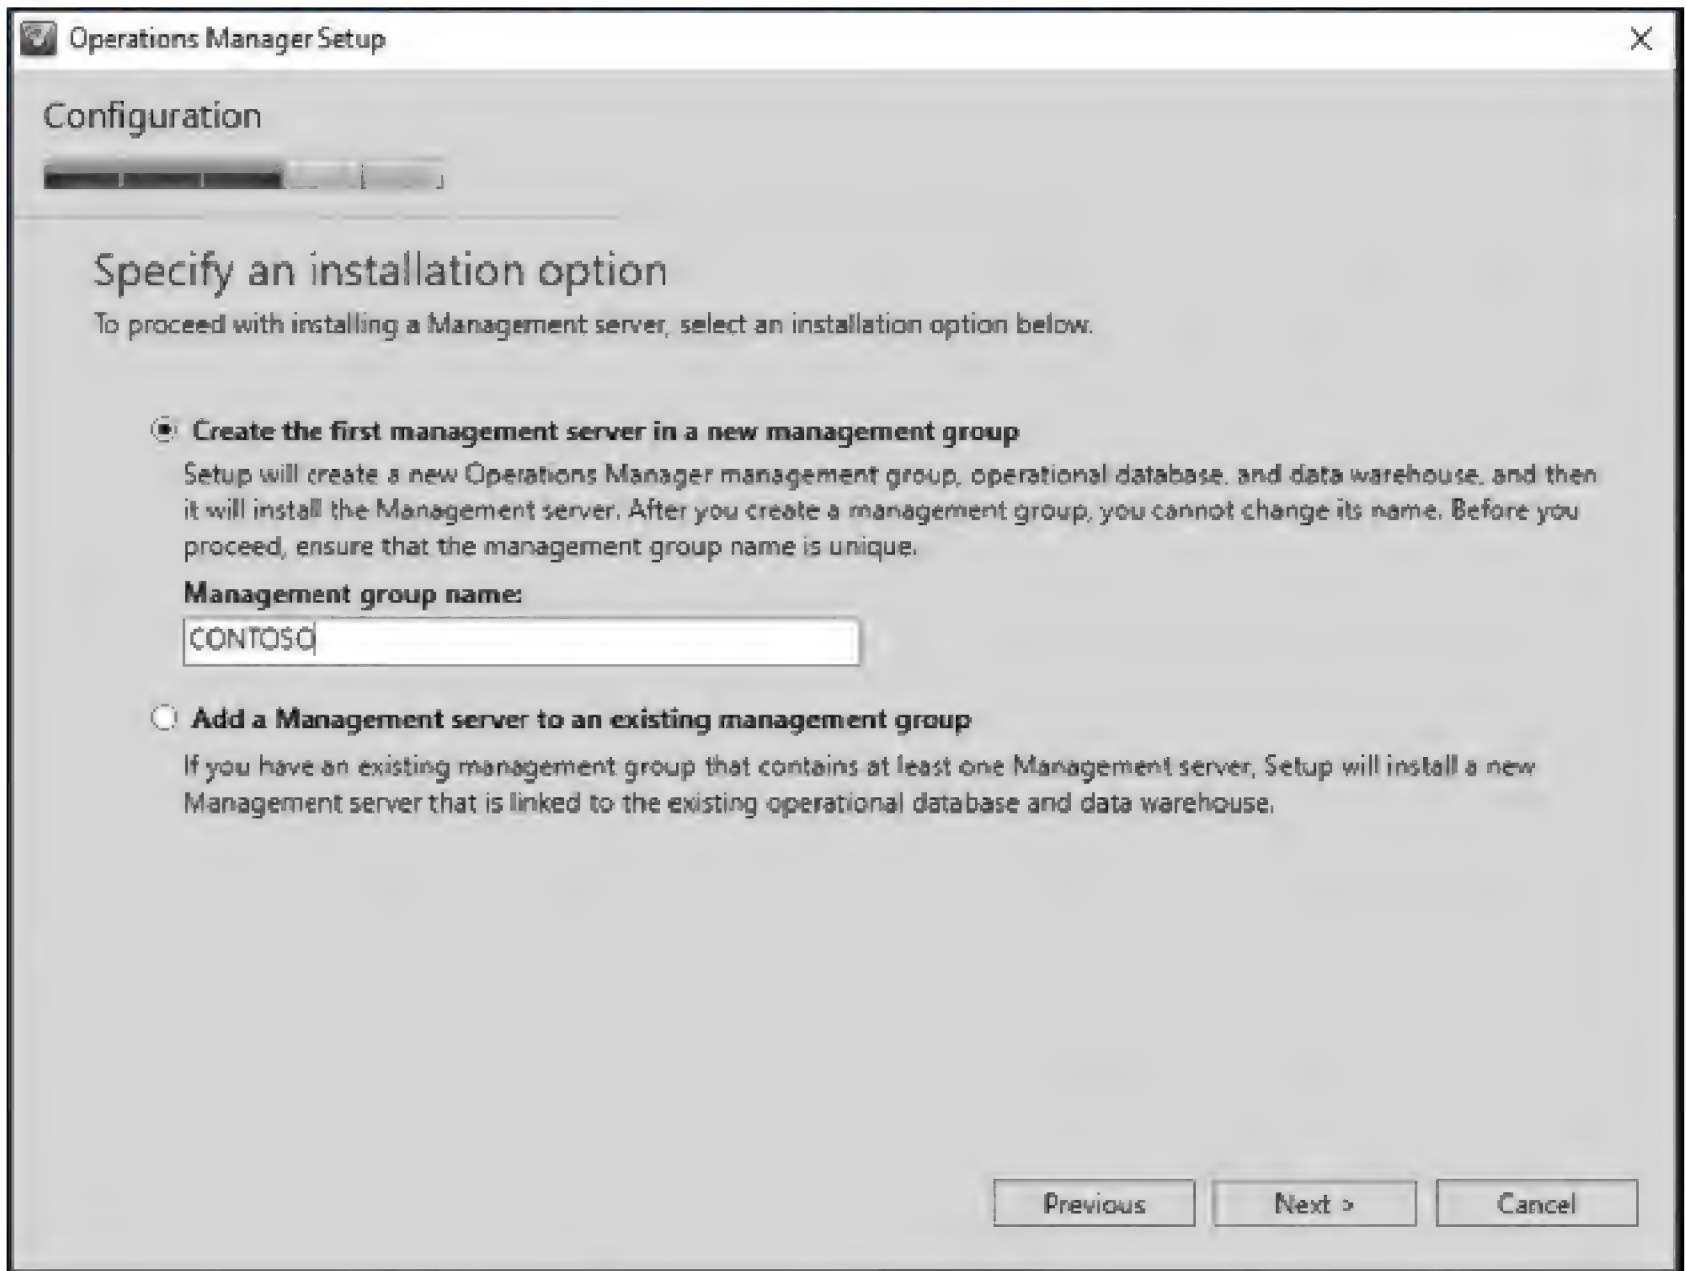 Operations Manager Setup
Configuration
Specify an installation option
To proceed with installing a Management server, select an installation option below.
Create the first management server in a new management group
Setup will create a new Operations Manager management group, operational database, and data warehouse, and then
it will install the Management server. After you create a management group, you cannot change its name. Before you
proceed, ensure that the management group name is unique.
Management group name:
CONTOSO
Add a Management server to an existing management group
If you have an existing management group that contains at least one Management server, Setup will install a new
Management server that is linked to the existing operational database and data warehouse.
Previous
Next >
Cancel